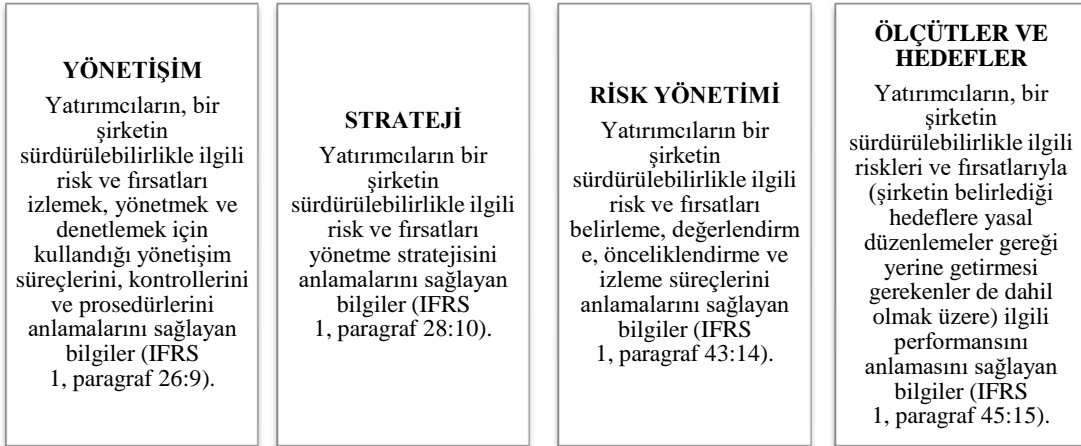 YÖNETİŞİM
Yatırımcıların, bir
şirketin
sürdürülebilirlikle ilgili
risk ve fırsatları
izlemek, yönetmek ve
denetlemek için
kullandığı yönetişim
süreçlerini, kontrollerini
ve prosedürlerini
anlamalarını sağlayan
bilgiler (IFRS
1, paragraf 26:9).
STRATEJİ
Yatırımcıların bir
şirketin
sürdürülebilirlikle ilgili
risk ve fırsatları
yönetme stratejisini
anlamalarını sağlayan
bilgiler (IFRS
1, paragraf 28:10).
RİSK YÖNETİMİ
Yatırımcıların bir
şirketin
sürdürülebilirlikle ilgili
risk ve fırsatları
belirleme, değerlendirm
e, önceliklendirme ve
izleme süreçlerini
anlamalarını sağlayan
bilgiler (IFRS
1, paragraf 43:14).
ÖLÇÜTLER VE
HEDEFLER
Yatırımcıların, bir
şirketin
sürdürülebilirlikle ilgili
riskleri ve fırsatlarıyla
(şirketin belirlediği
hedeflere yasal
düzenlemeler gereği
yerine getirmesi
gerekenler de dahil
olmak üzere) ilgili
performansını
anlamasını sağlayan
bilgiler (IFRS
1, paragraf 45:15).